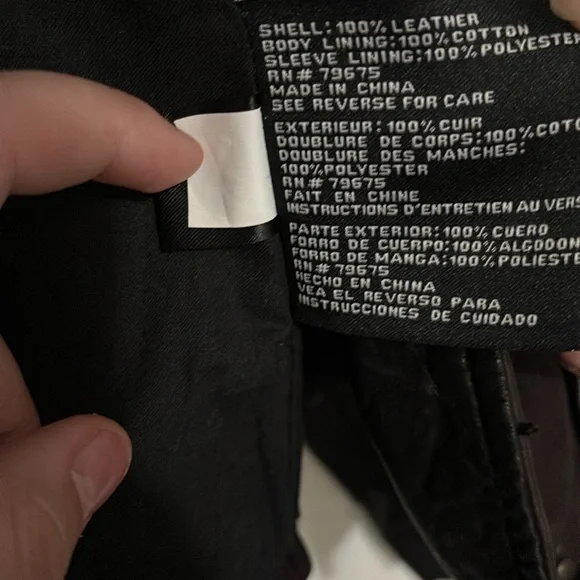 SHELL: 100% LEATHER
BODY LINING: 100% COTTON
SLEEVE LINING: 100% POLYESTER
RN# 79675
MADE IN CHINA
SEE REVERSE FOR CARE
EXTERIEUR: 100% CUIR
DOUBLURE DE CORPS: 100% COTO
DOUBLURE DES MANCHES:
100% POLYESTER
RN# 79675
FAIT EN CHINE
INSTRUCTIONS D'ENTRETIEN AU VERS
PARTE EXTERIOR: 100% CUERO
FORRO DE CUERPO: 100% ALGODON
FORRO DE MANGA: 100% POLIESTE
RN# 79675
HECHO EN CHINA
VEA EL REVERSO PARA
INSTRUCCIONES DE CUIDADO